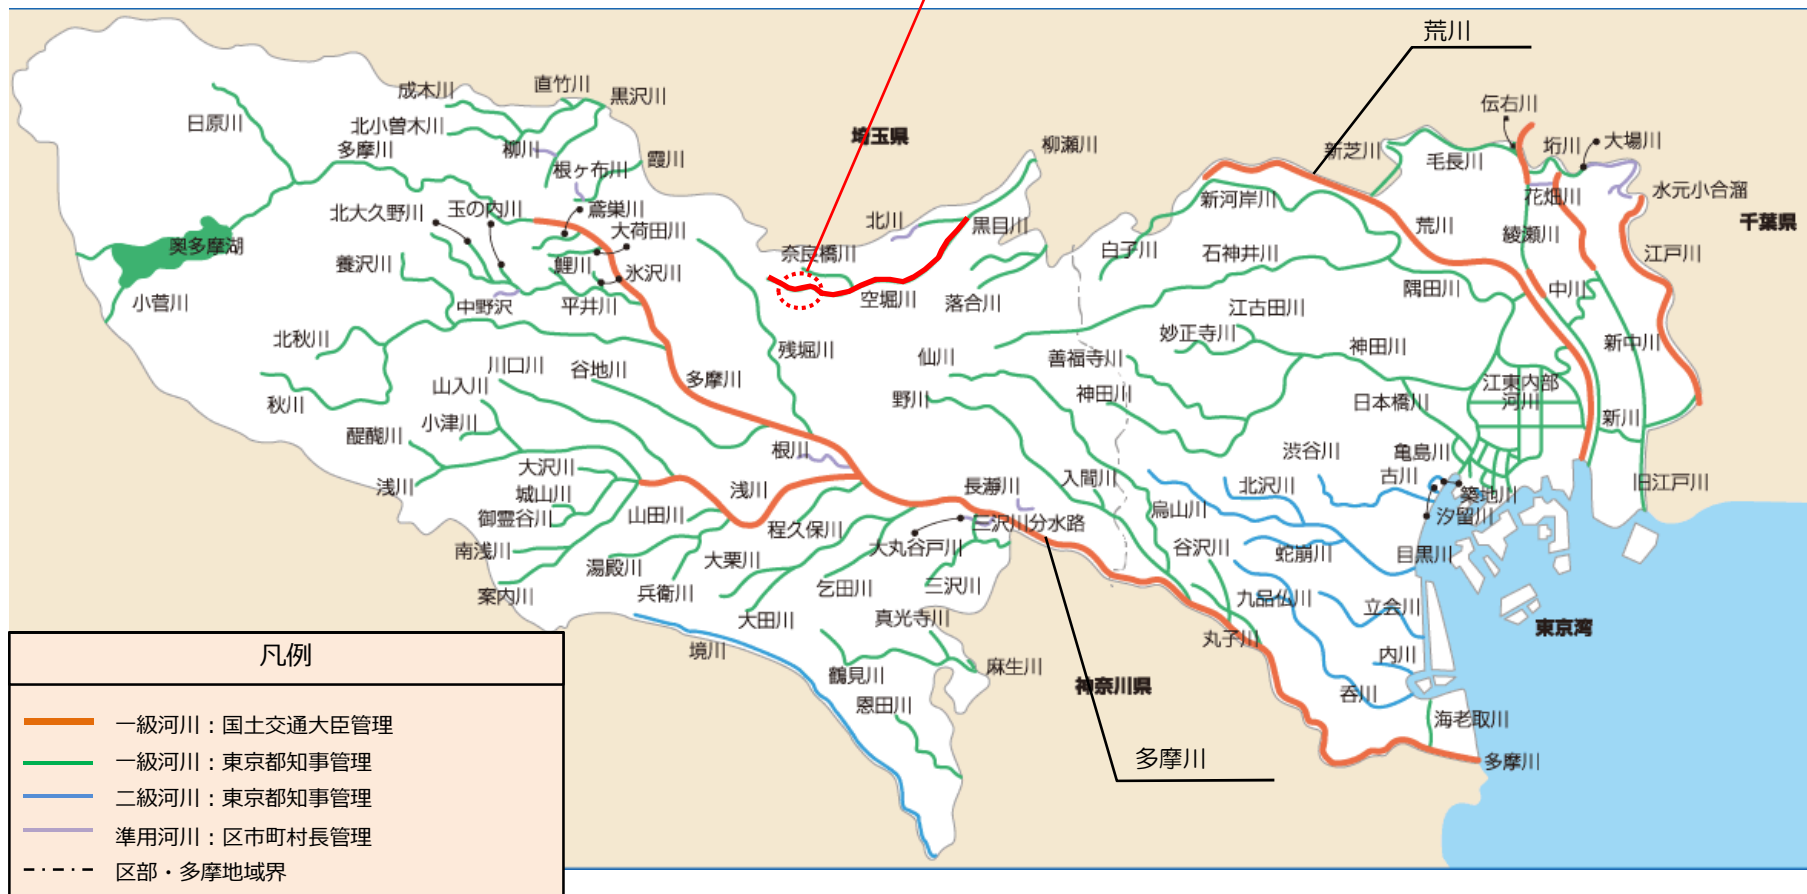 荒川
伝右川
成木川
直竹川
黒沢川
日原川
北小曽木川
埼玉県
新芝川
毛長川
垳川
大場川
多摩川
柳川
霞川
柳瀬川
根ヶ布川
花畑川
水元小合溜
北大久野川
玉の内川
鳶巣川
大荷田川
北川
黒目川
新河岸川
荒川
綾瀬川
千葉県
奥多摩湖
養沢川
鯉川
氷沢川
奈良橋川
白子川
石神井川
江戸川
小菅川
中野沢
平井川
空堀川
落合川
隅田川
中川
江古田川
妙正寺川
北秋川
残堀川
仙川
善福寺川
神田川
新中川
川口川
谷地川
多摩川
山入川
江東内部
河川
秋川
小津川
野川
神田川
日本橋川
新川
醍醐川
根川
渋谷川
亀島川
大沢川
浅川
浅川
長瀞川
入間川
北沢川
古川
築地川
旧江戸川
城山川
御霊谷川
山田川
程久保川
三沢川分水路
烏山川
汐留川
南浅川
湯殿川
大栗川
大丸谷戸川
谷沢川
蛇崩川
目黒川
案内川
兵衛川
乞田川
三沢川
九品仏川
立会川
大田川
真光寺川
丸子川
東京湾
境川
鶴見川
麻生川
神奈川県
内川
恩田川
呑川
海老取川
多摩川
多摩川
凡例
一級河川：国土交通大臣管理
一級河川：東京都知事管理
二級河川：東京都知事管理
準用河川：区市町村長管理
区部・多摩地域界